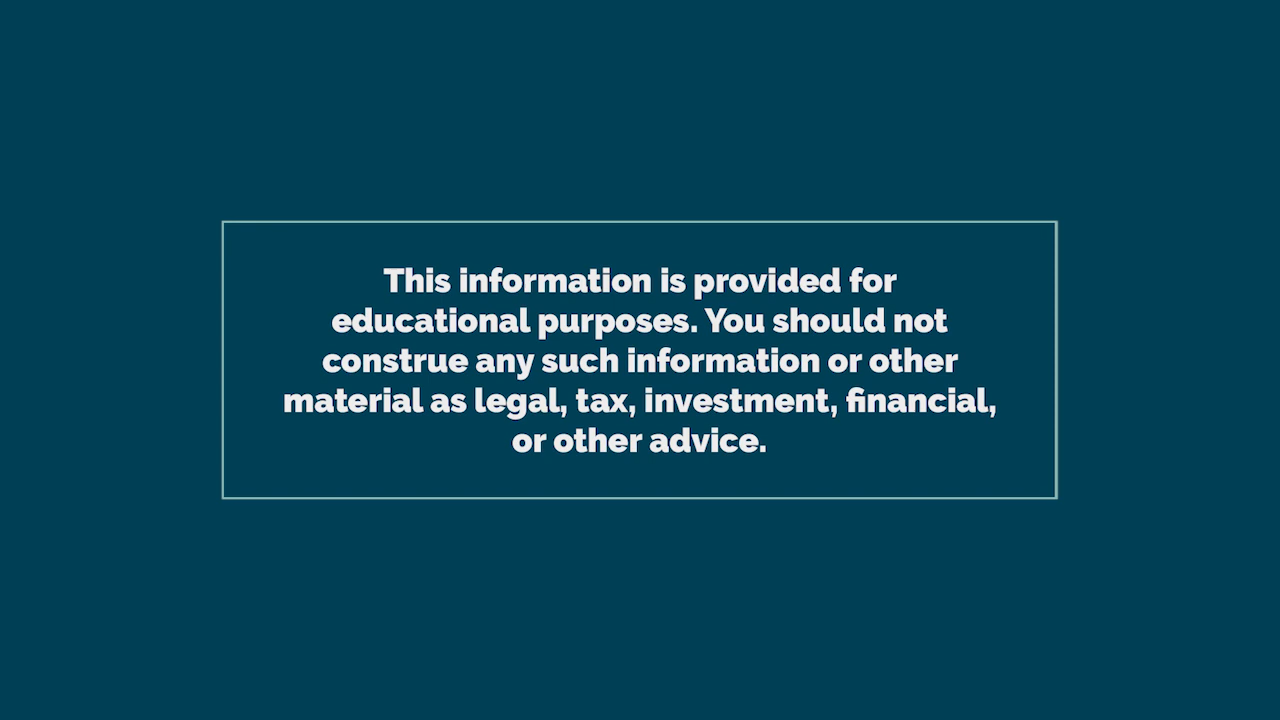 This information is provided for
educational purposes. You should not
construe any such information or other
material as legal, tax, investment, financial,
or other advice.